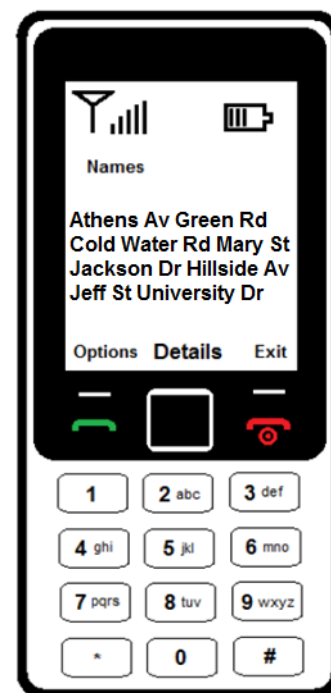 Names
Athens Av Green Rd
Cold Water Rd Mary St
Jackson Dr Hillside Av
Jeff St University Dr
Options Details Exit
1 2 abc 3 def
4 ghi 5 jkl 6 mno
7 pqrs 8 tuv 9 wxyz
* 0 #